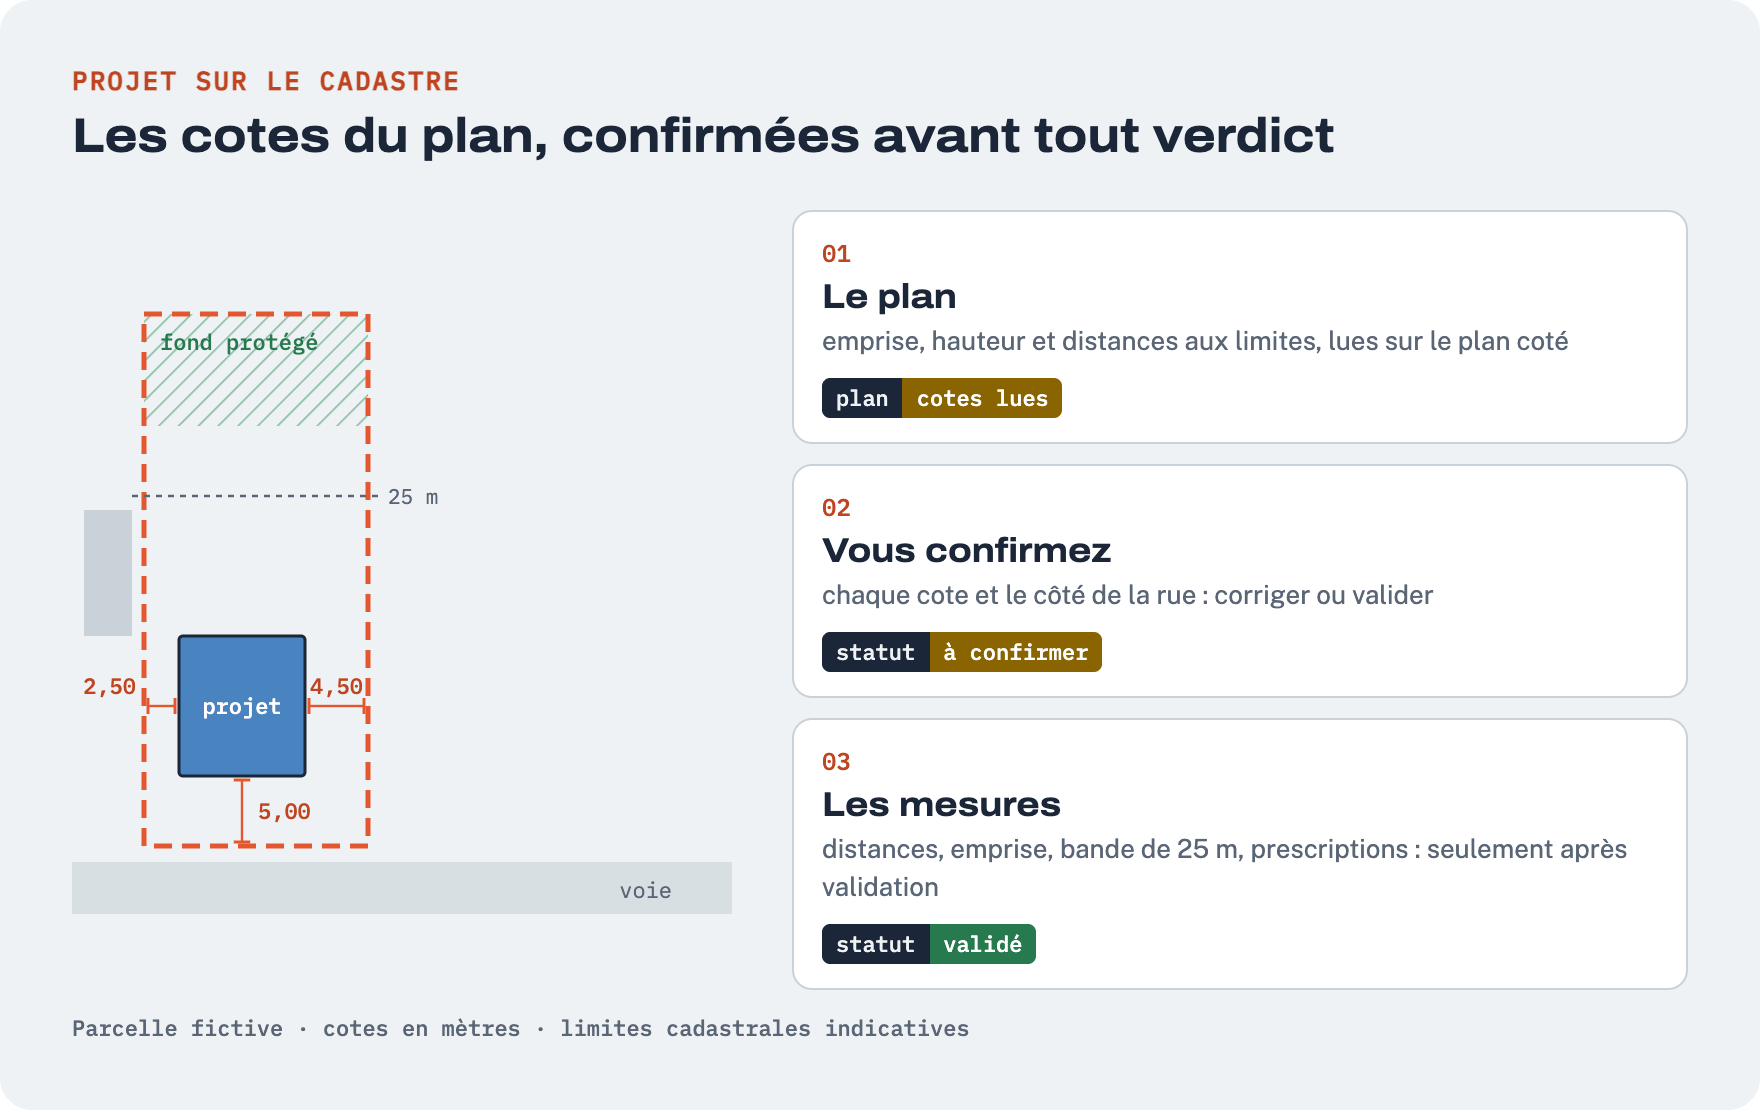 PROJET SUR LE CADASTRE
Les cotes du plan, confirmées avant tout verdict
fond protégé
25 m
2,50
projet
4,50
5,00
voie
01
Le plan
emprise, hauteur et distances aux limites, lues sur le plan coté
plan cotes lues
02
Vous confirmez
chaque cote et le côté de la rue : corriger ou valider
statut à confirmer
03
Les mesures
distances, emprise, bande de 25 m, prescriptions : seulement après
validation
statut validé
Parcelle fictive · cotes en mètres · limites cadastrales indicatives